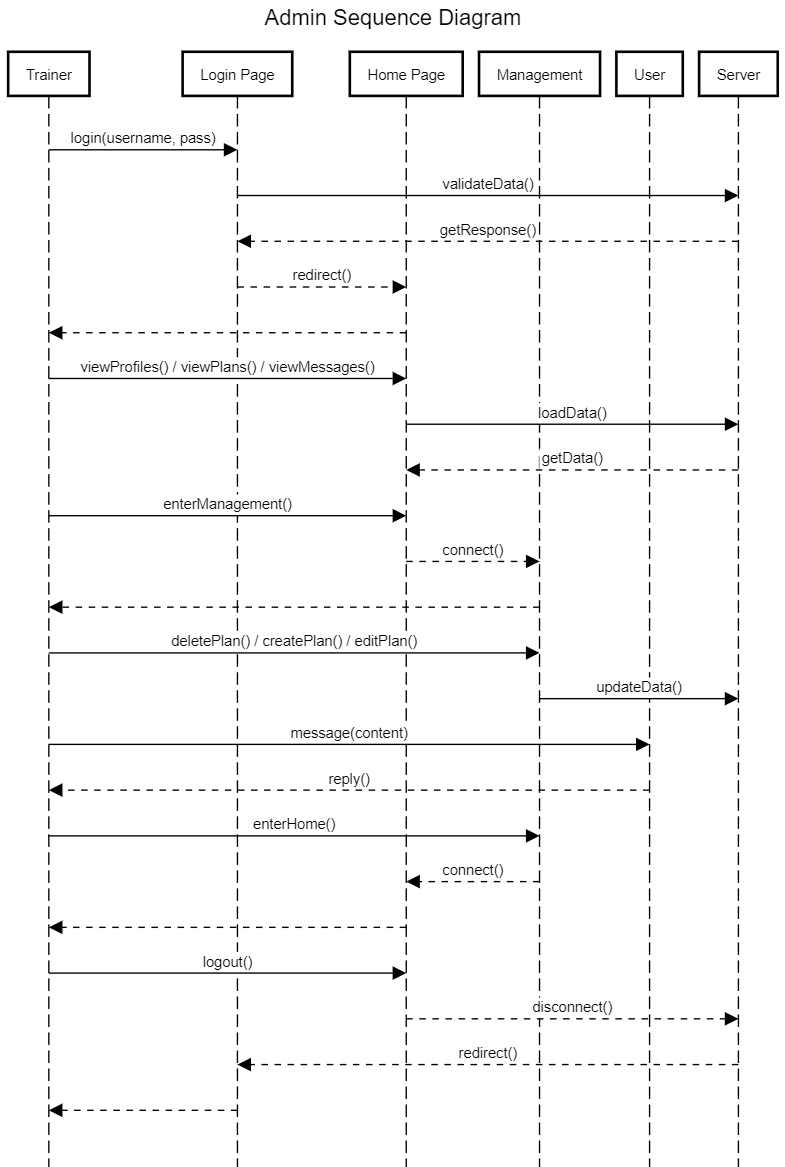 Admin Sequence Diagram
Trainer
Login Page
Home Page
Management
User
Server
login(username, pass)
validateData()
getResponse()
redirect()
viewProfiles() / viewPlans() / viewMessages()
loadData()
getData()
enterManagement()
connect()
deletePlan() / createPlan() / editPlan()
updateData()
message(content)
reply()
enterHome()
connect()
logout()
disconnect()
redirect()